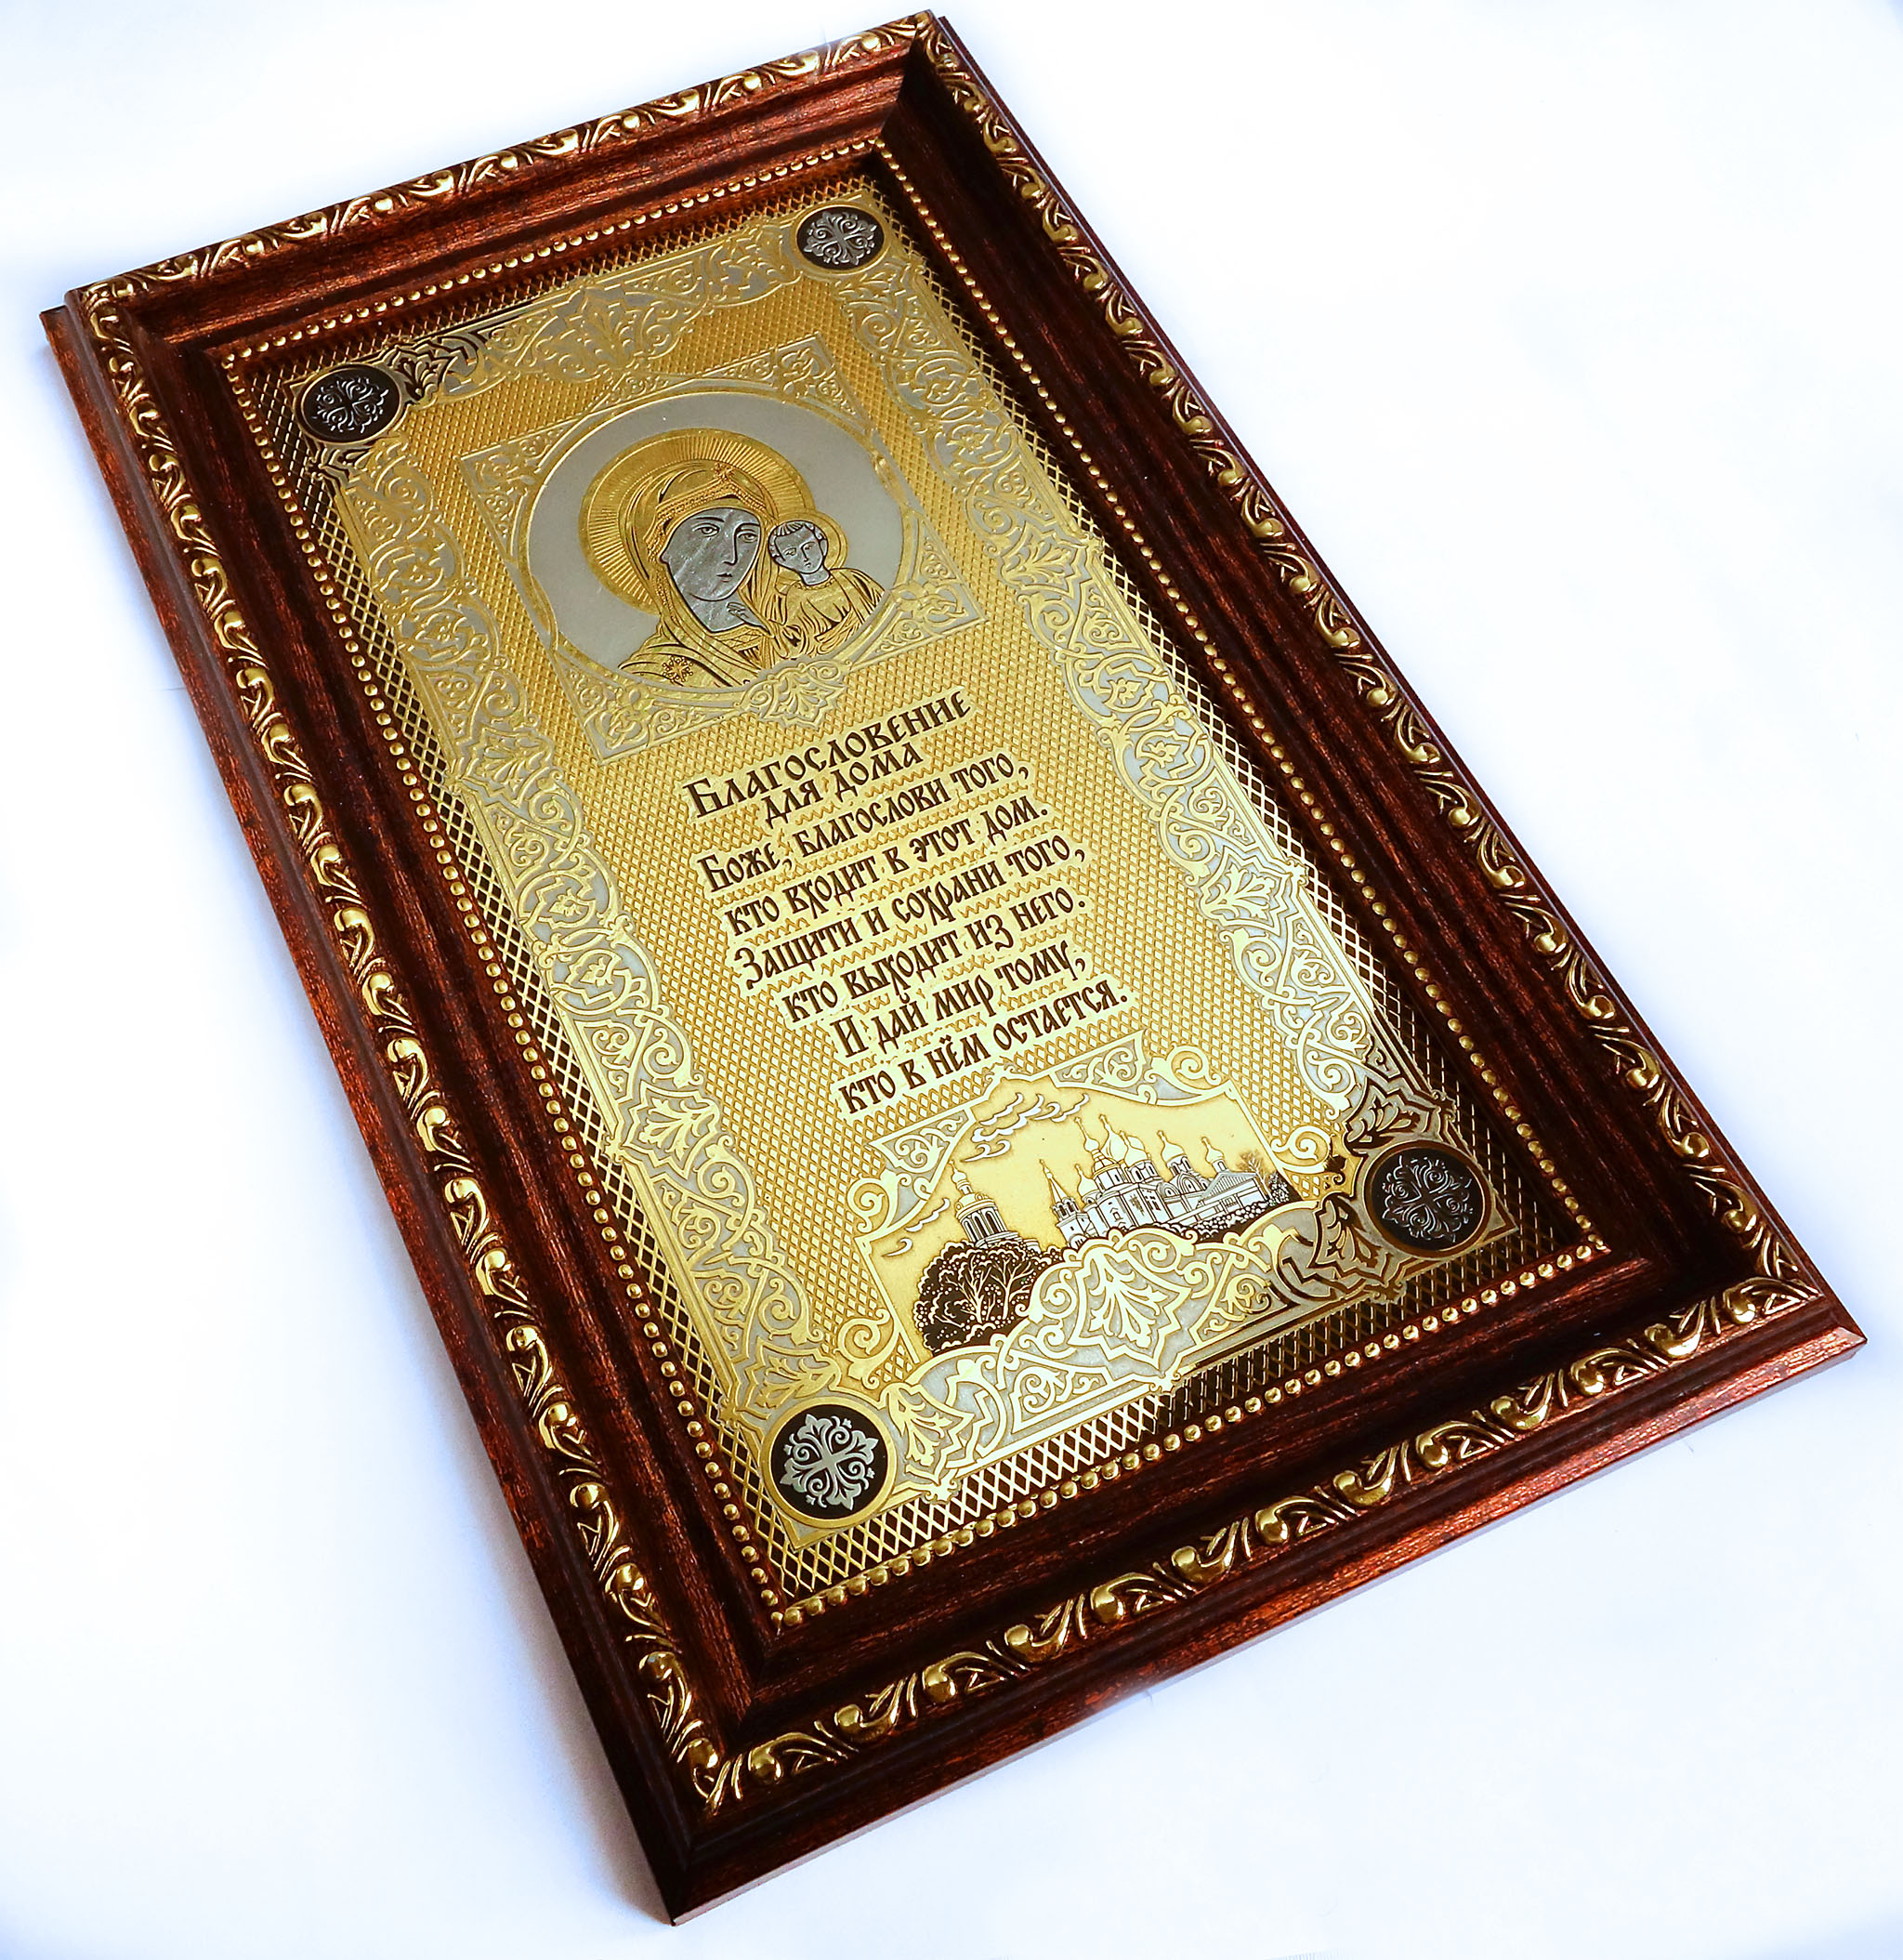 Благословение
для дома
Боже, благослови того,
кто входит в этот дом.
Защити и сохрани того,
кто выходит из него.
И дай мир тому,
кто в нём остается.